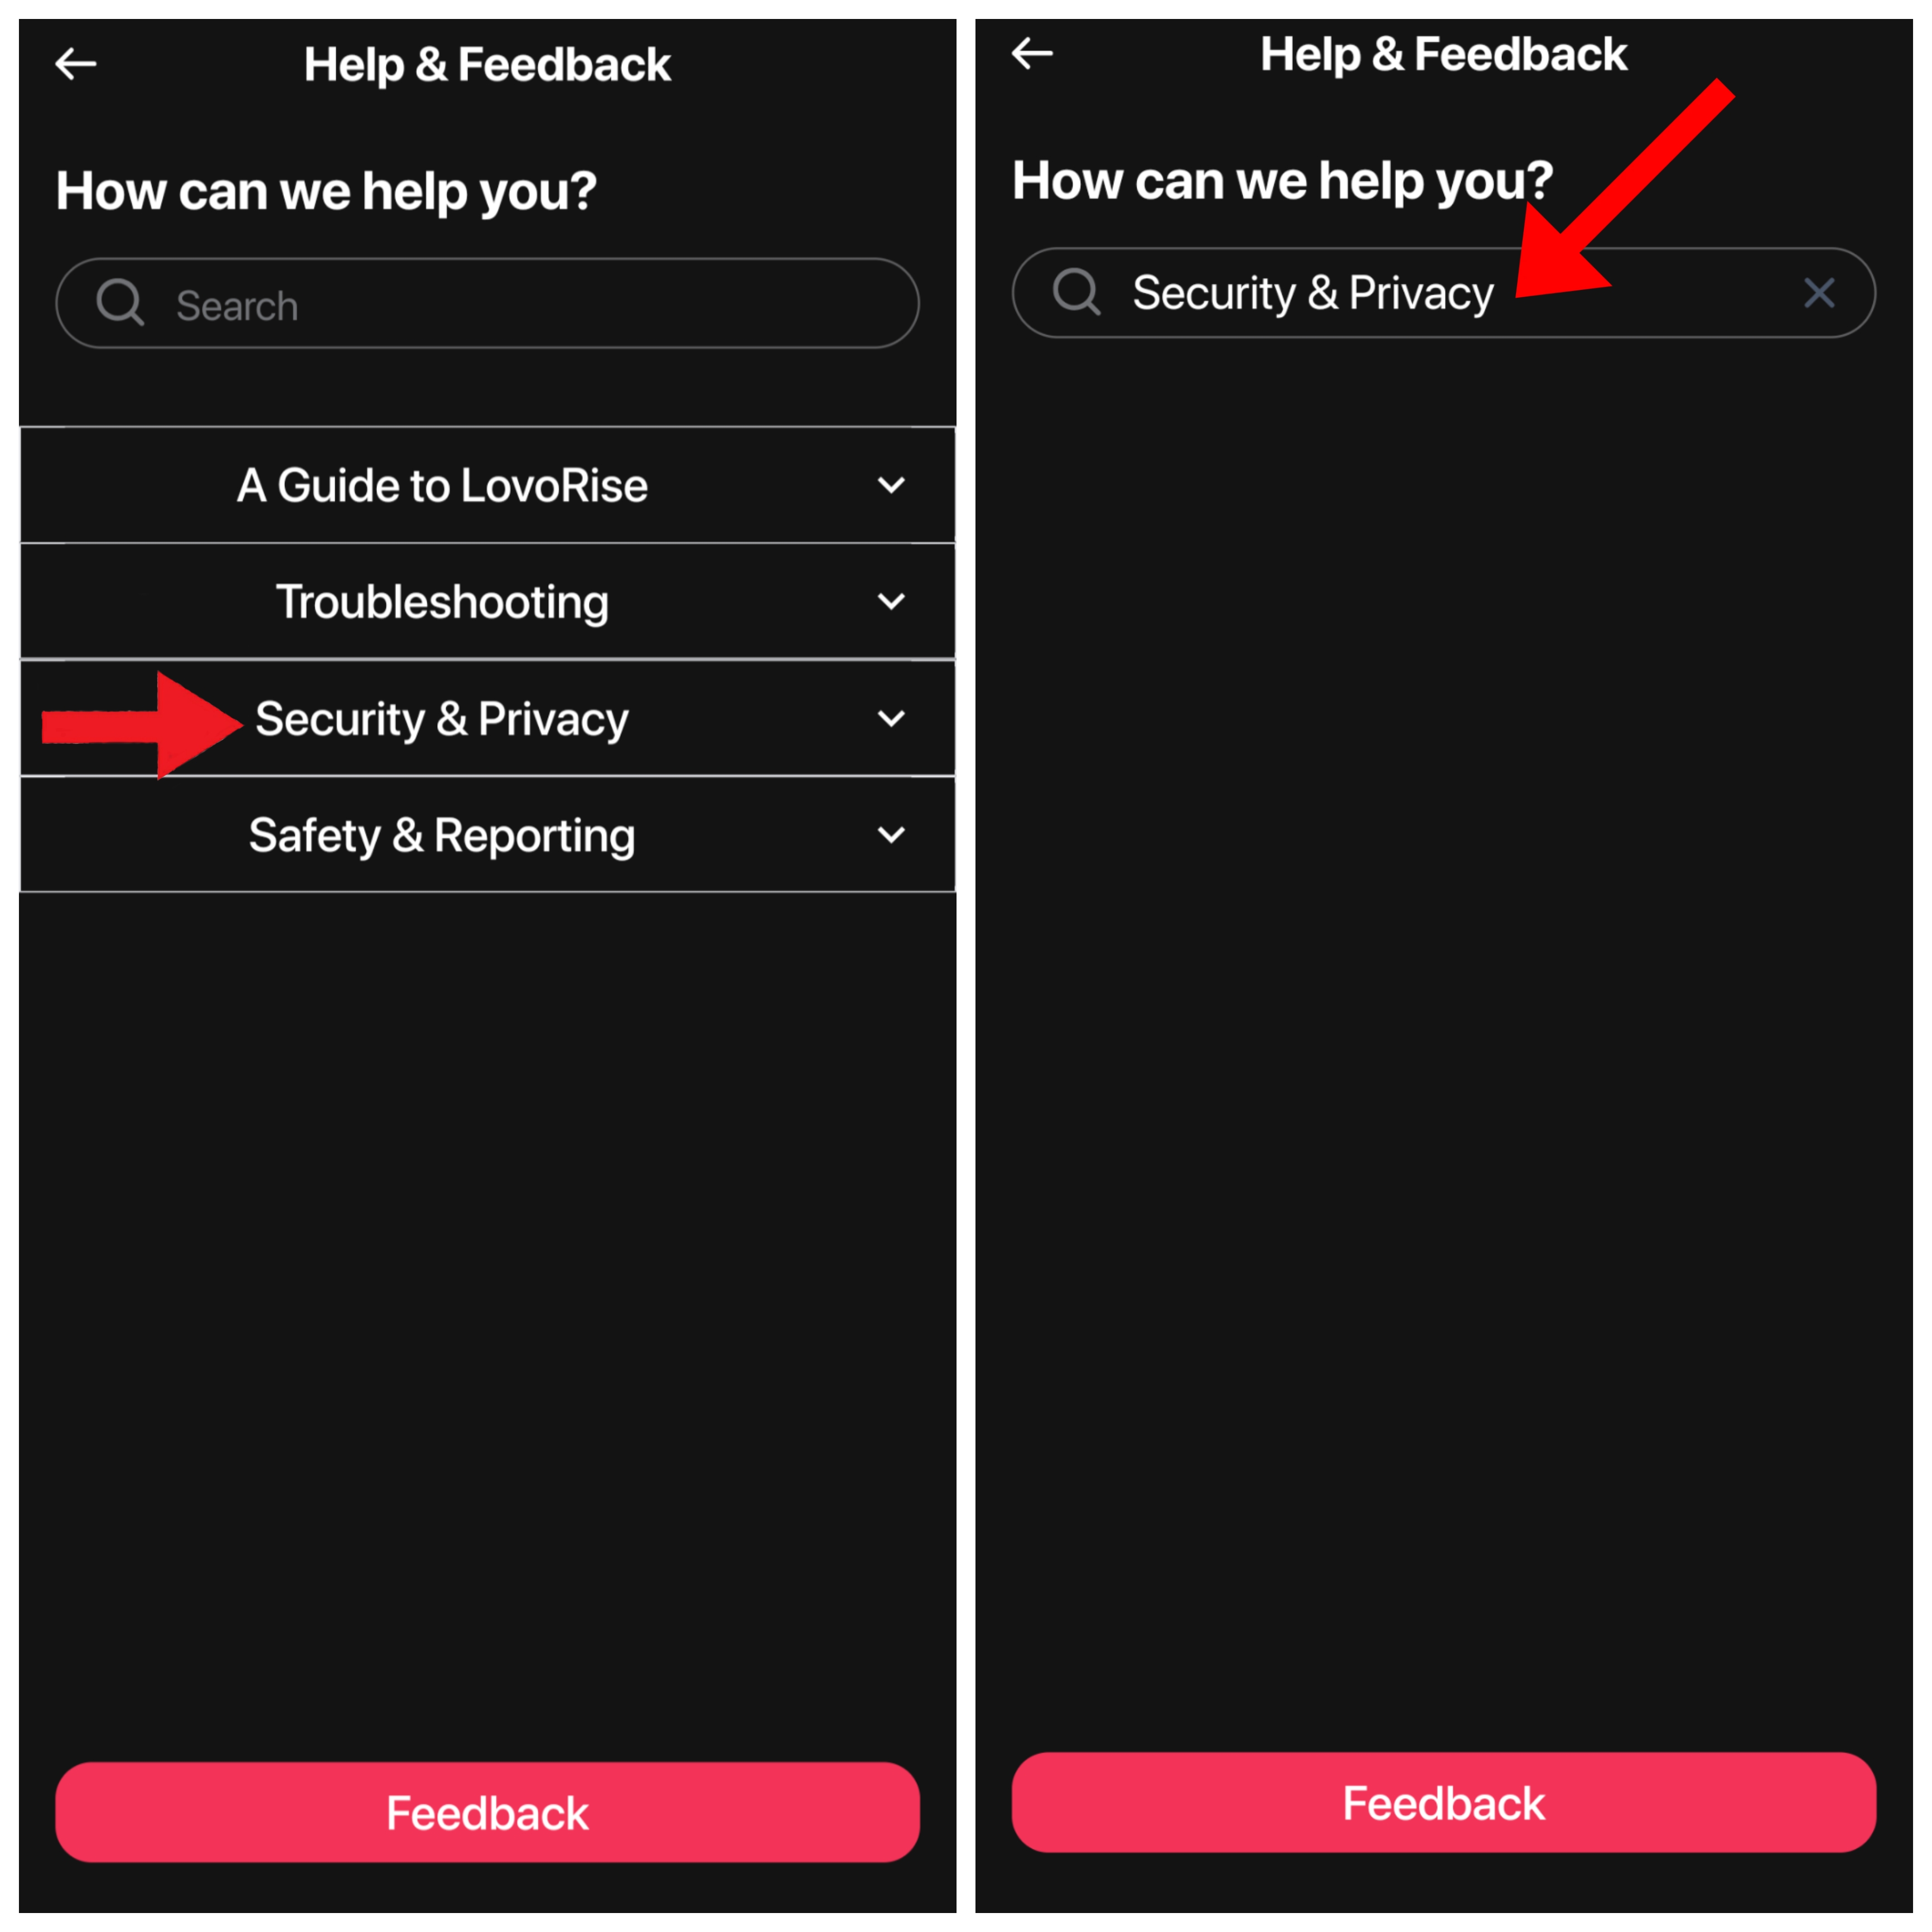 Help & Feedback
How can we help you?
Search
A Guide to LovoRise
Troubleshooting
Security & Privacy
Safety & Reporting
Feedback
Help & Feedback
How can we help you?
Security & Privacy
Feedback